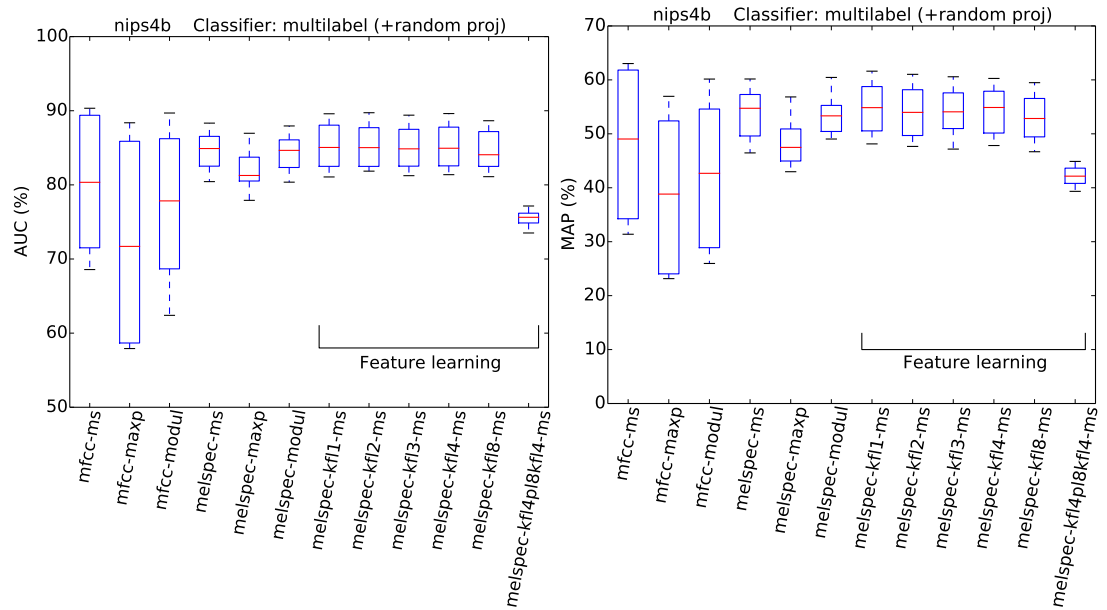 nips4b Classifier: multilabel (+random proj)
AUC (%)
100
90
80
70
60
50
Feature learning
mfcc-ms
mfcc-maxp
mfcc-modul
melspec-ms
melspec-maxp
melspec-modul
melspec-kfl1-ms
melspec-kfl2-ms
melspec-kfl3-ms
melspec-kfl4-ms
melspec-kfl8-ms
melspec-kfl4pl8kfl4-ms
nips4b Classifier: multilabel (+random proj)
MAP (%)
70
60
50
40
30
20
10
0
Feature learning
mfcc-ms
mfcc-maxp
mfcc-modul
melspec-ms
melspec-maxp
melspec-modul
melspec-kfl1-ms
melspec-kfl2-ms
melspec-kfl3-ms
melspec-kfl4-ms
melspec-kfl8-ms
melspec-kfl4pl8kfl4-ms